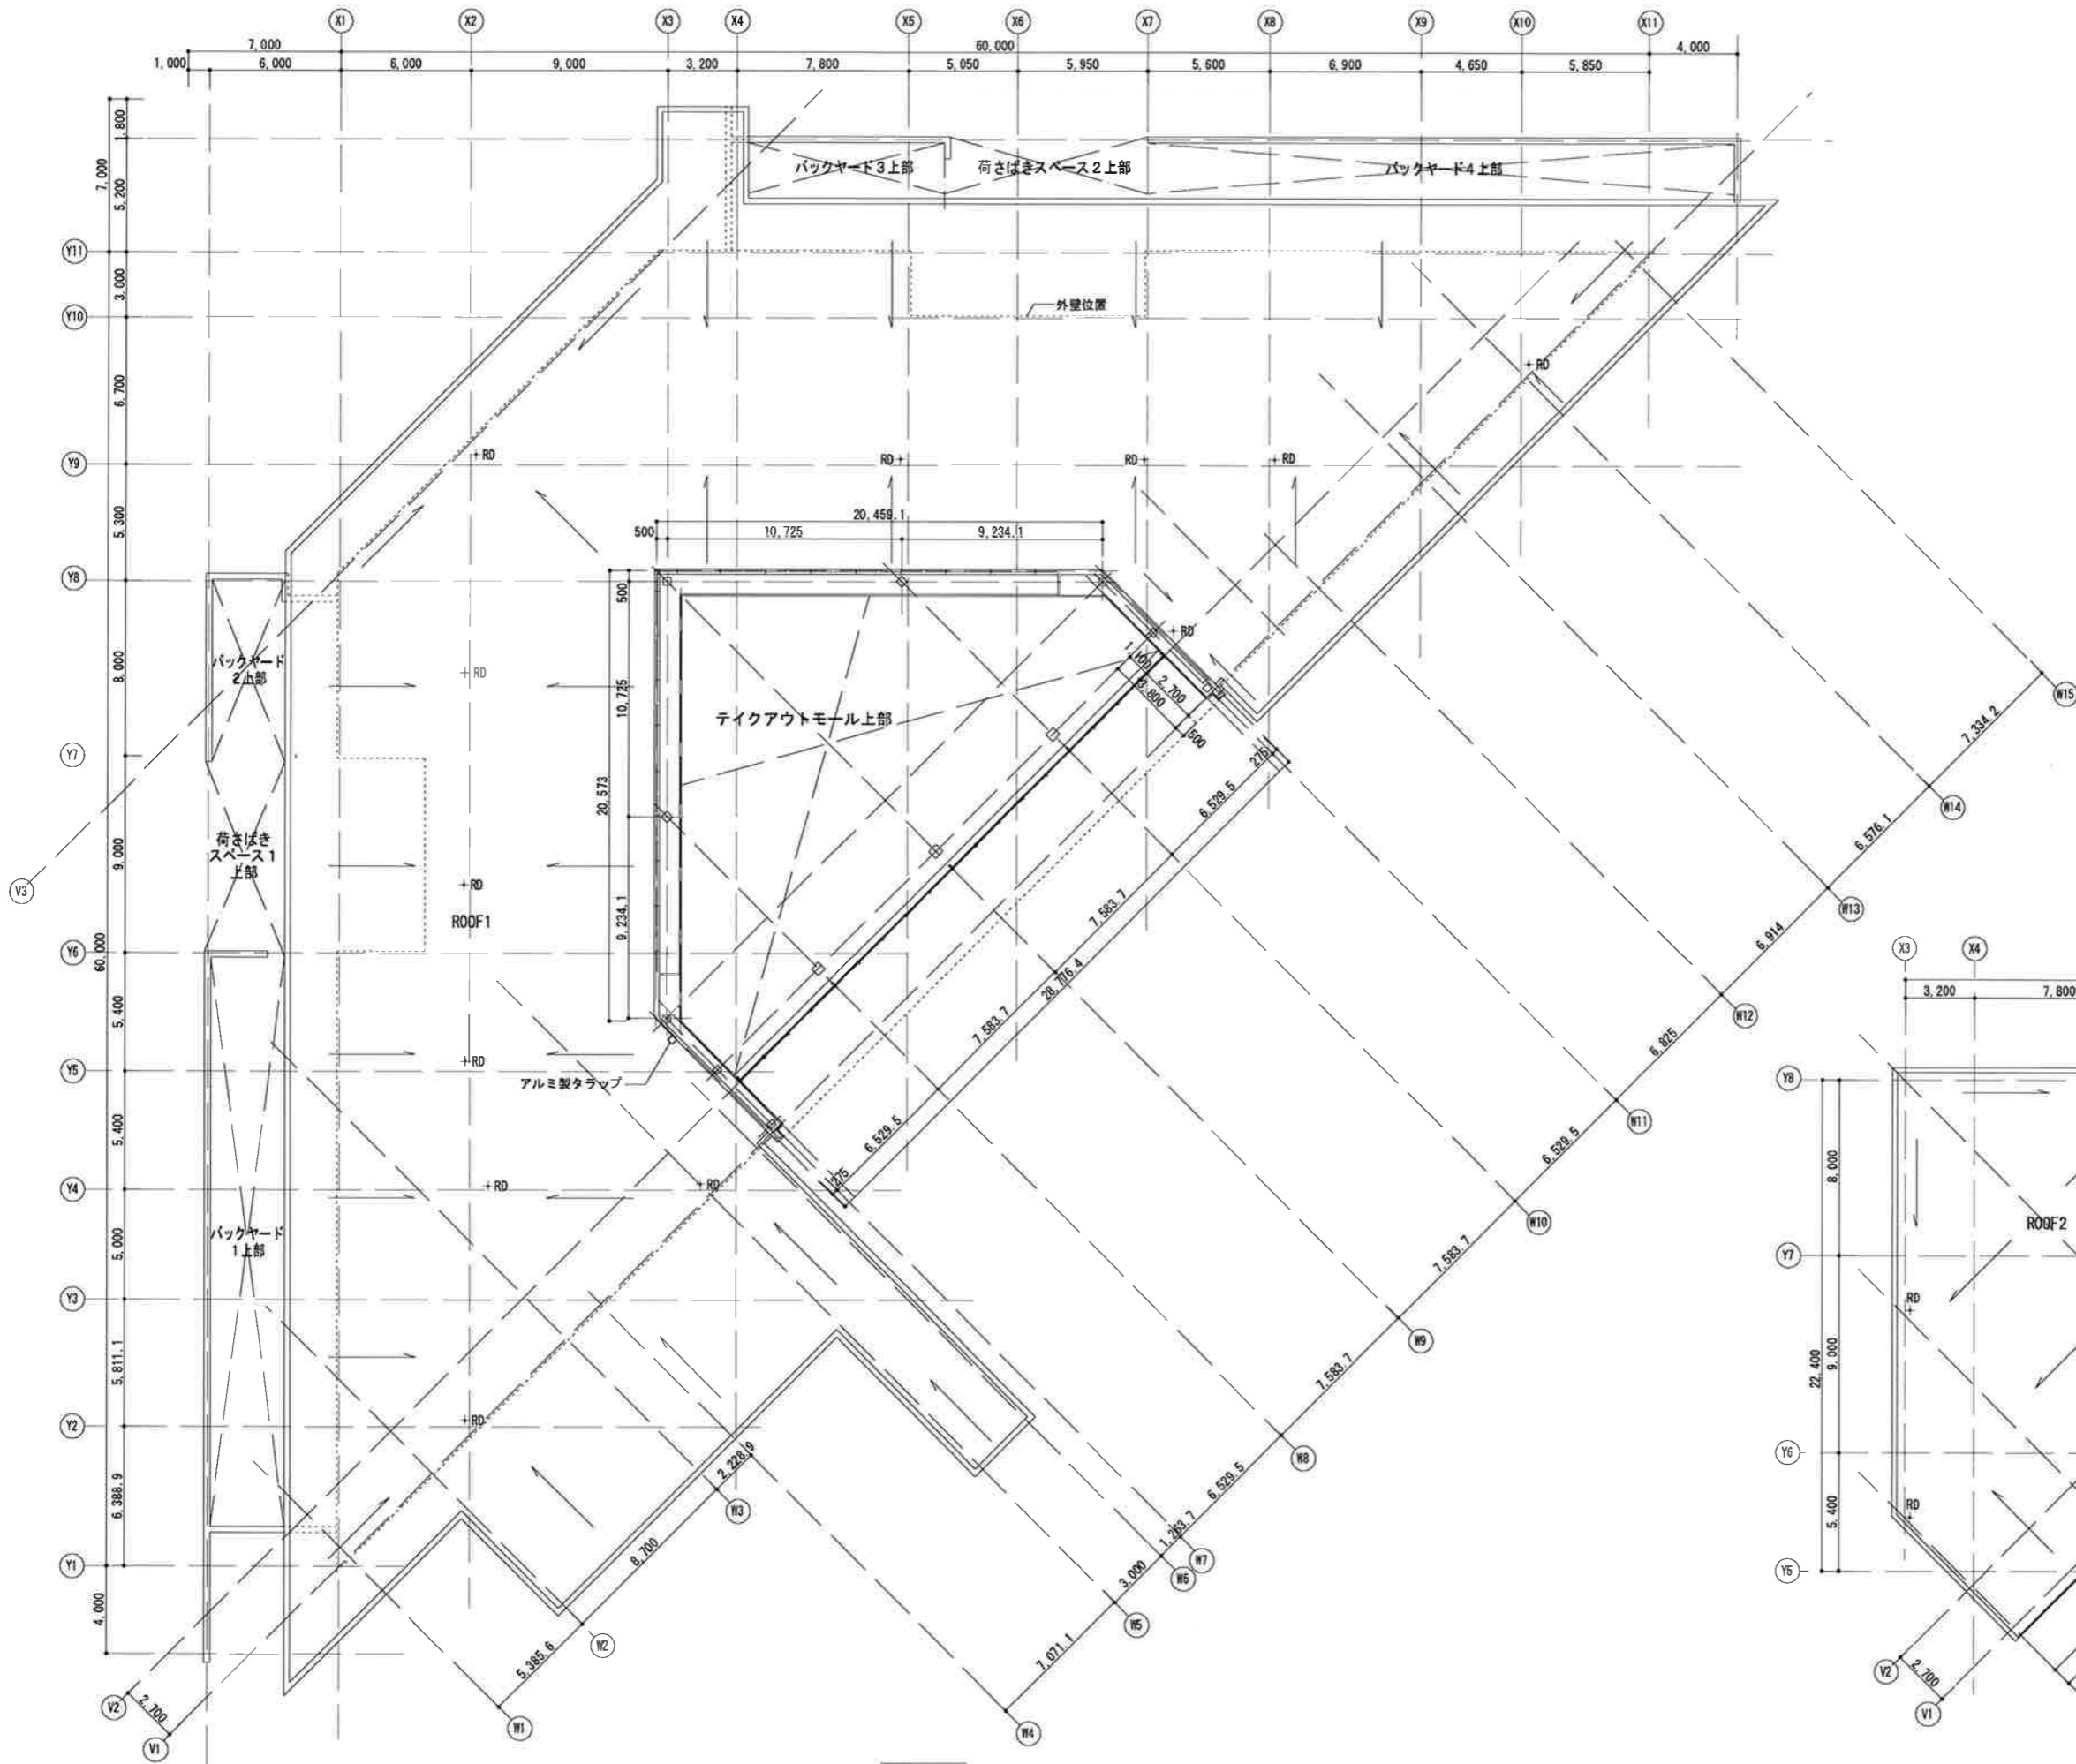 X1
X2
X3
X4
X5
X6
X7
X8
X9
X10
X11
7,000
60,000
4,000
1,000
6,000
6,000
9,000
3,200
7,800
5,050
5,950
5,600
6,900
4,650
5,850
1,800
7,000
5,200
バックヤード3上部
荷さばきスペース2上部
バックヤード4上部
Y11
3,000
外壁位置
Y10
6,700
RD
Y9
RD
RD
RD
RD
5,300
20,459.1
500
10,725
9,234.1
Y8
500
バックヤード
2上部
8,000
RD
10,725
テイクアウトモール上部
RD
1,100
2,700
3,800
500
275
W15
7,334.2
Y7
20,573
6,529.5
W14
荷さばき
スペース1
上部
9,000
V3
RD
ROOF1
9,234.1
7,583.7
6,576.1
W13
Y6
60,000
28,776.4
6,914
W12
5,400
7,583.7
6,825
Y5
RD
アルミ製タラップ
W11
5,400
6,529.5
6,529.5
275
Y4
RD
RD
W10
バックヤード
1上部
5,000
7,583.7
Y3
W9
5,811.1
7,583.7
Y2
RD
W8
6,388.9
2,228.9
W3
6,529.5
8,700
1,263.7
W7
Y1
3,000
W6
4,000
W5
W2
5,385.6
7,071.1
V2
2,700
V1
W1
W4
X3
X4
3,200
7,800
Y8
8,000
ROOF2
Y7
RD
22,400
9,000
Y6
RD
5,400
Y5
V2
2,700
V1